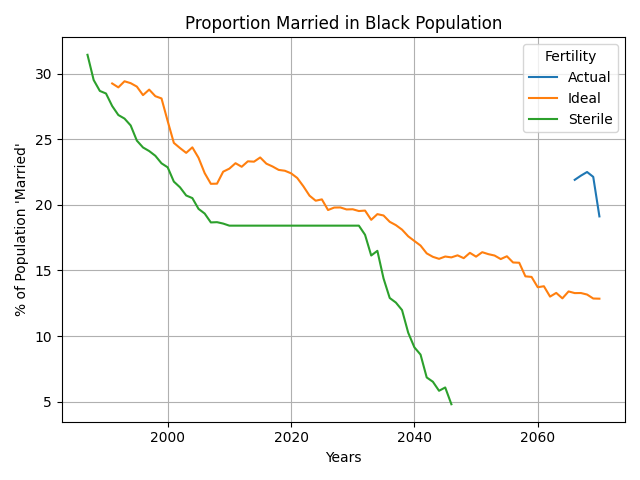 Proportion Married in Black Population
Fertility
Actual
Ideal
Sterile
% of Population 'Married'
30
25
20
15
10
5
2000
2020
2040
2060
Years